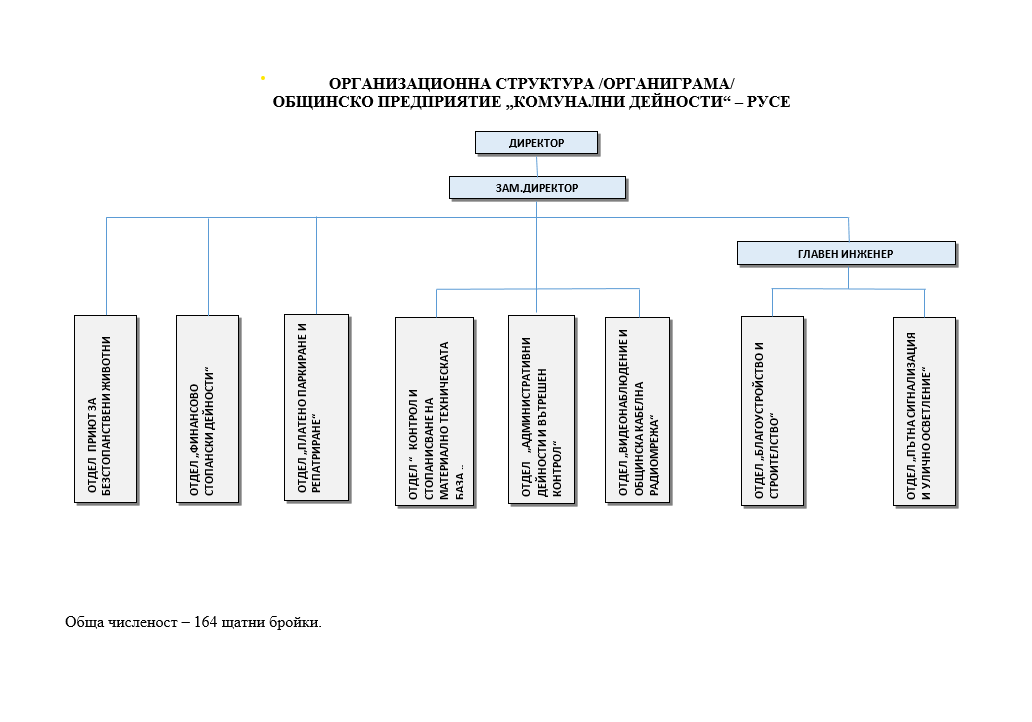 ОРГАНИЗАЦИОННА СТРУКТУРА /ОРГАНИГРАМА/
ОБЩИНСКО ПРЕДПРИЯТИЕ „КОМУНАЛНИ ДЕЙНОСТИ“ – РУСЕ
ДИРЕКТОР
ЗАМ.ДИРЕКТОР
ГЛАВЕН ИНЖЕНЕР
ОТДЕЛ ПРИЮТ ЗА
БЕЗСТОПАНСТВЕНИ ЖИВОТНИ
ОТДЕЛ „ФИНАНСОВО
СТОПАНСКИ ДЕЙНОСТИ“
ОТДЕЛ „ПЛАТЕНО ПАРКИРАНЕ И
РЕПАТРИРАНЕ“
ОТДЕЛ “ КОНТРОЛ И
СТОПАНИСВАНЕ НА
МАТЕРИАЛНО ТЕХНИЧЕСКАТА
БАЗА ..
ОТДЕЛ „АДМИНИСТРАТИВНИ
ДЕЙНОСТИ И ВЪТРЕШЕН
КОНТРОЛ“
ОТДЕЛ „ВИДЕОНАБЛЮДЕНИЕ И
ОБЩИНСКА КАБЕЛНА
РАДИОМРЕЖА“
ОТДЕЛ „БЛАГОУСТРОЙСТВО И
СТРОИТЕЛСТВО“
ОТДЕЛ „ПЪТНА СИГНАЛИЗАЦИЯ
И УЛИЧНО ОСВЕТЛЕНИЕ“
Обща численост – 164 щатни бройки.